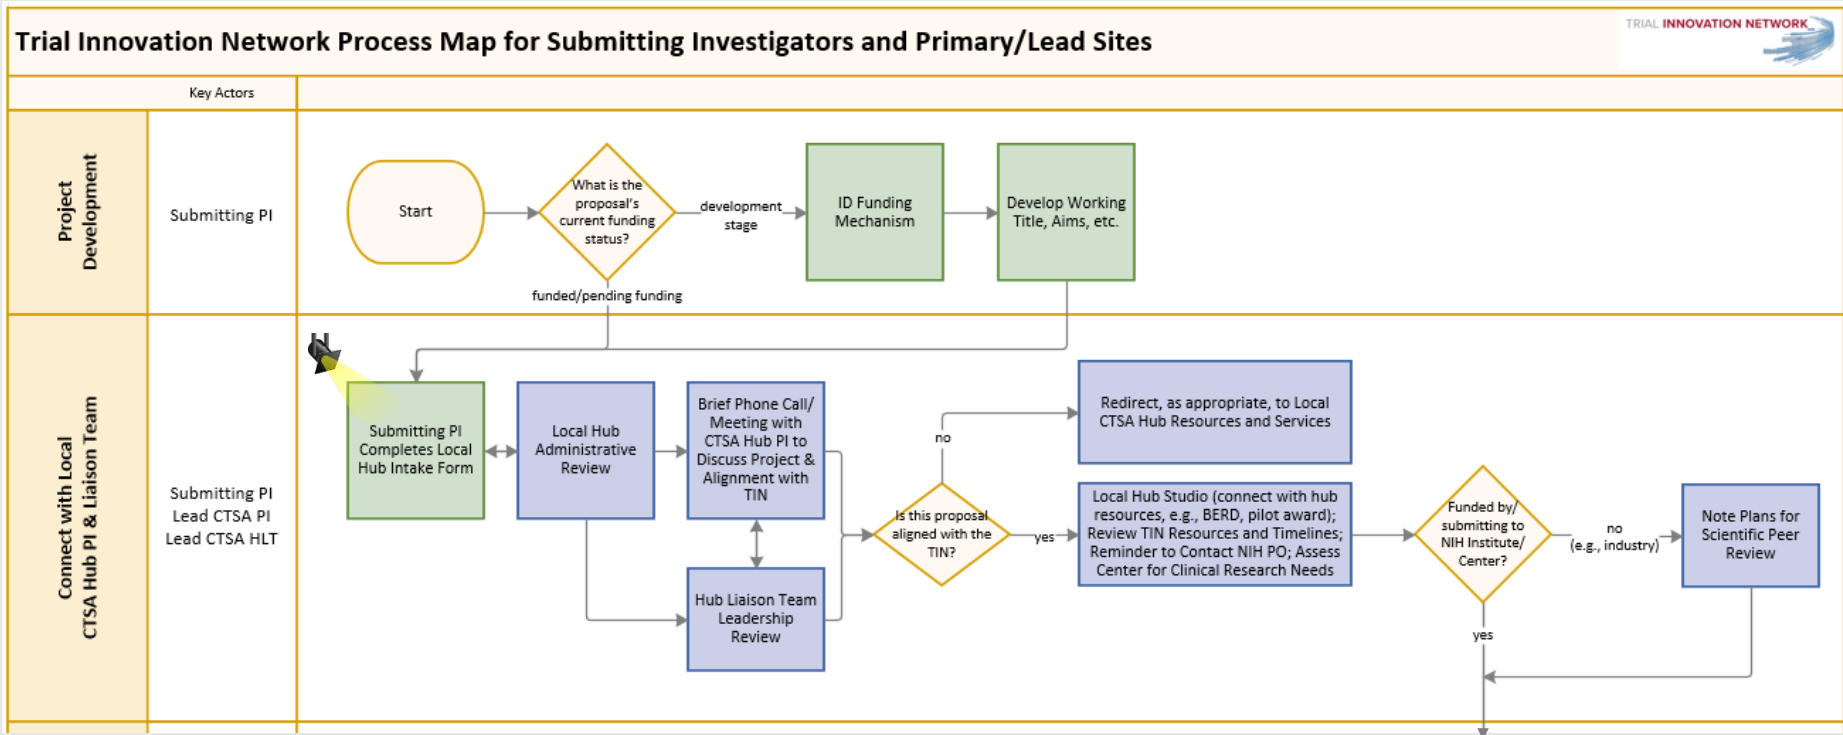 Trial Innovation Network Process Map for Submitting Investigators and Primary/Lead Sites
TRIAL INNOVATION NETWORK
Key Actors
Project
Development
Submitting PI
Start
What is the
proposal's
current funding
status?
development
stage
ID Funding
Mechanism
Develop Working
Title, Aims, etc.
funded/pending funding
Connect with Local
CTSA Hub PI & Liaison Team
Submitting PI
Lead CTSA PI
Lead CTSA HLT
Submitting PI
Completes Local
Hub Intake Form
Local Hub
Administrative
Review
Brief Phone Call/
Meeting with
CTSA Hub PI to
Discuss Project &
Alignment with
TIN
Hub Liaison Team
Leadership
Review
Is this proposal
aligned with the
TIN?
no
Redirect, as appropriate, to Local
CTSA Hub Resources and Services
yes
Local Hub Studio (connect with hub
resources, e.g., BERD, pilot award);
Review TIN Resources and Timelines;
Reminder to Contact NIH PO; Assess
Center for Clinical Research Needs
Funded by/
submitting to
NIH Institute/
Center?
no
(e.g., industry)
Note Plans for
Scientific Peer
Review
yes